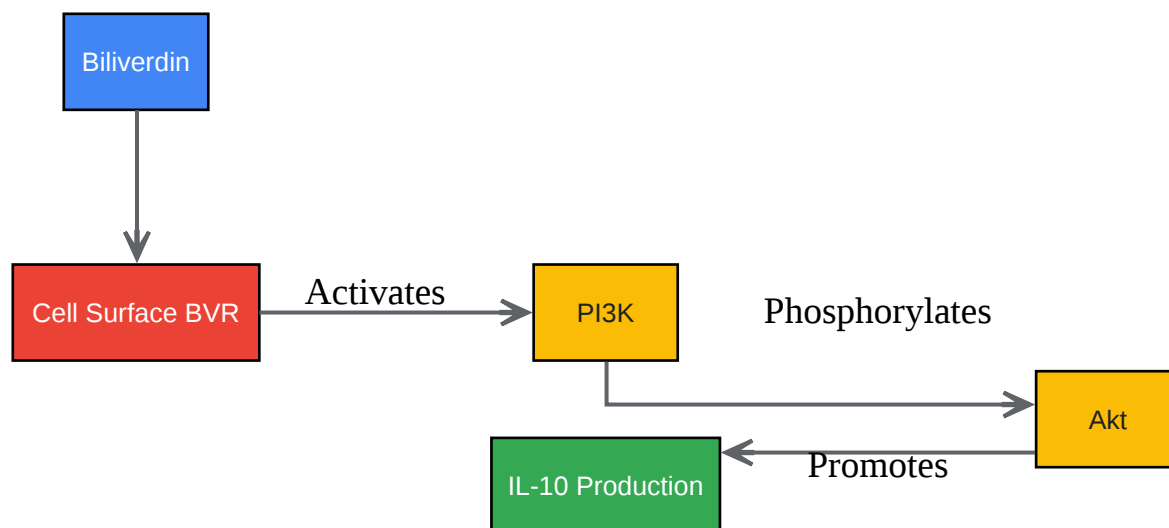 Biliverdin
Cell Surface BVR
Activates
PI3K
Phosphorylates
Akt
Promotes
IL-10 Production